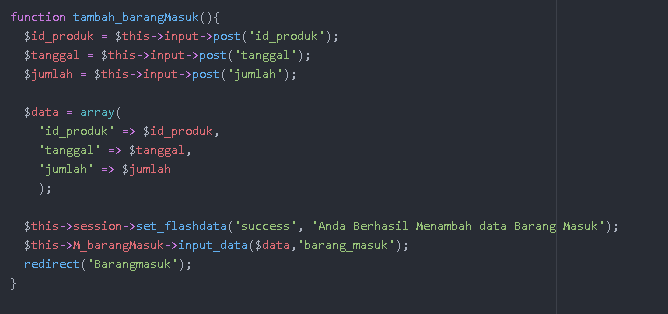 function tambah_barangMasuk(){
$id_produk = $this->input->post('id_produk');
$tanggal = $this->input->post('tanggal');
$jumlah = $this->input->post('jumlah');
$data = array(
'id_produk' => $id_produk,
'tanggal' => $tanggal,
'jumlah' => $jumlah
);
$this->session->set_flashdata('success', 'Anda Berhasil Menambah data Barang Masuk');
$this->M_barangMasuk->input_data($data,'barang_masuk');
redirect('Barangmasuk');
}